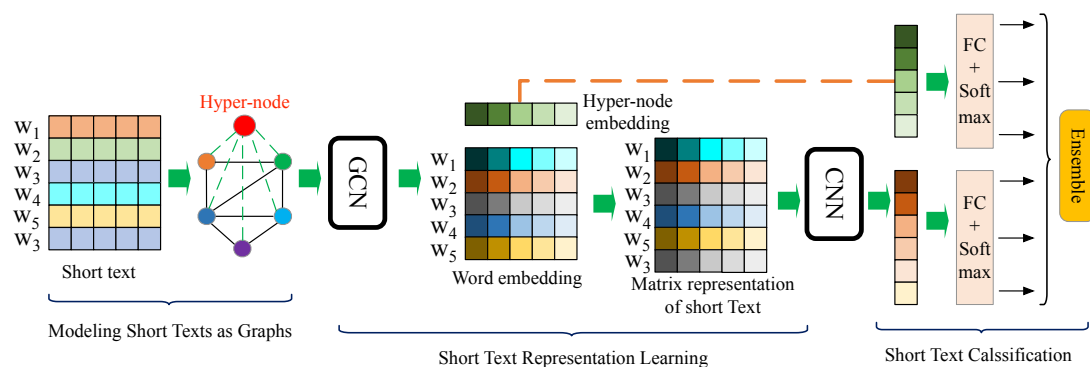 Hyper-node
W1
W2
W3
W4
W5
W3
Short text
Modeling Short Texts as Graphs
GCN
Hyper-node
embedding
W1
W2
W3
W4
W5
Word embedding
W1
W2
W3
W4
W5
W3
Matrix representation
of short Text
CNN
Short Text Representation Learning
FC
+
Soft
max
FC
+
Soft
max
Ensemble
Short Text Calssification